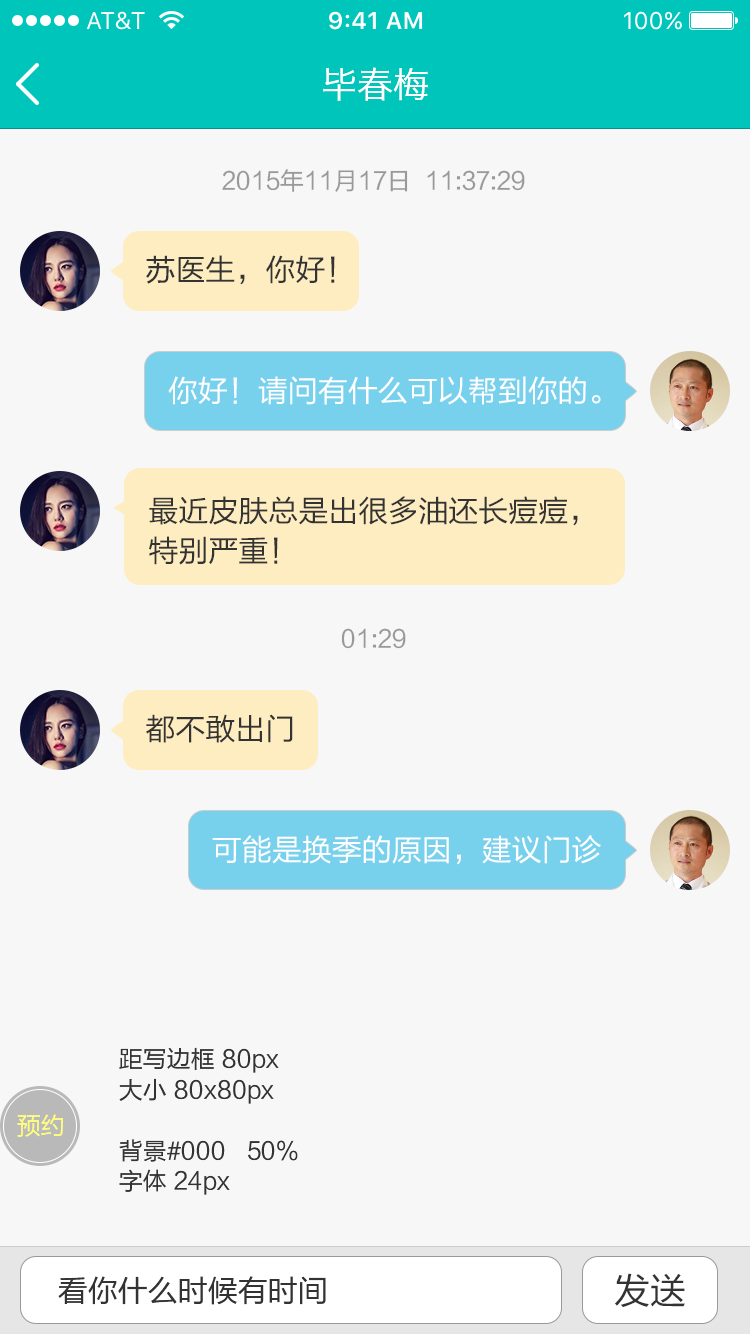 AT&T 9:41 AM 100%
毕春梅
2015年11月17日 11:37:29
苏医生，你好！
你好！请问有什么可以帮到你的。
最近皮肤总是出很多油还长痘痘，
特别严重！
01:29
都不敢出门
可能是换季的原因，建议门诊
距写边框 80px
大小 80x80px
预约
背景#000 50%
字体 24px
看你什么时候有时间 发送